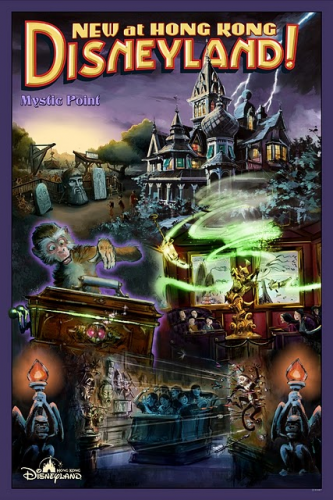 NEW at HONG KONG
DISNEYLAND!
Mystic Point
HONG KONG
DISNEYLAND